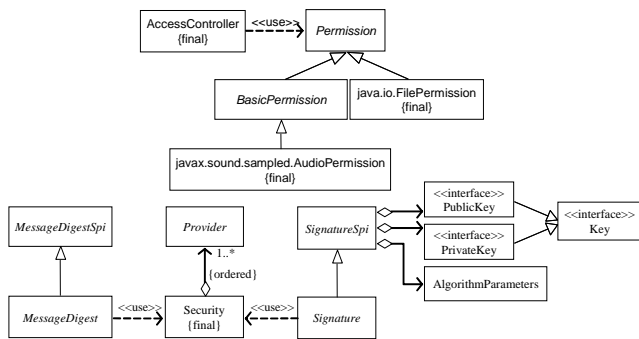 AccessController
{final}
<<use>>
Permission
BasicPermission
java.io.FilePermission
{final}
javax.sound.sampled.AudioPermission
{final}
MessageDigestSpi
Provider
SignatureSpi
<<interface>>
PublicKey
<<interface>>
PrivateKey
<<interface>>
Key
1..*
{ordered}
AlgorithmParameters
MessageDigest
<<use>>
Security
{final}
<<use>>
Signature